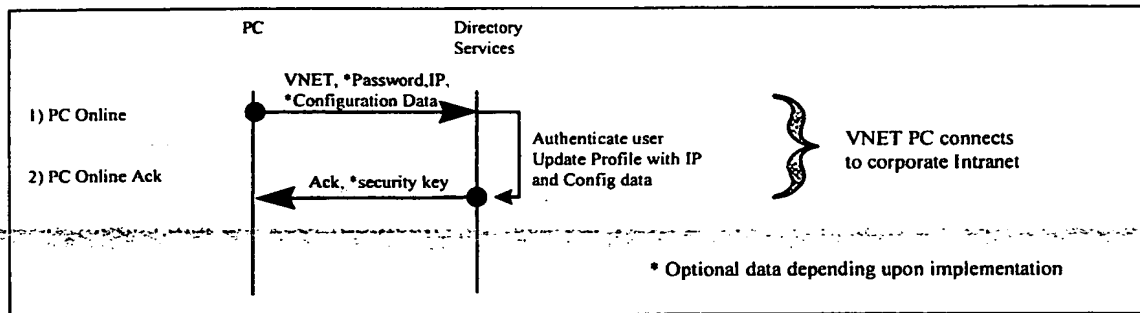 PC
Directory
Services
VNET, *Password,IP,
*Configuration Data
1) PC Online
Authenticate user
Update Profile with IP
and Config data
VNET PC connects
to corporate Intranet
2) PC Online Ack
Ack, *security key
* Optional data depending upon implementation